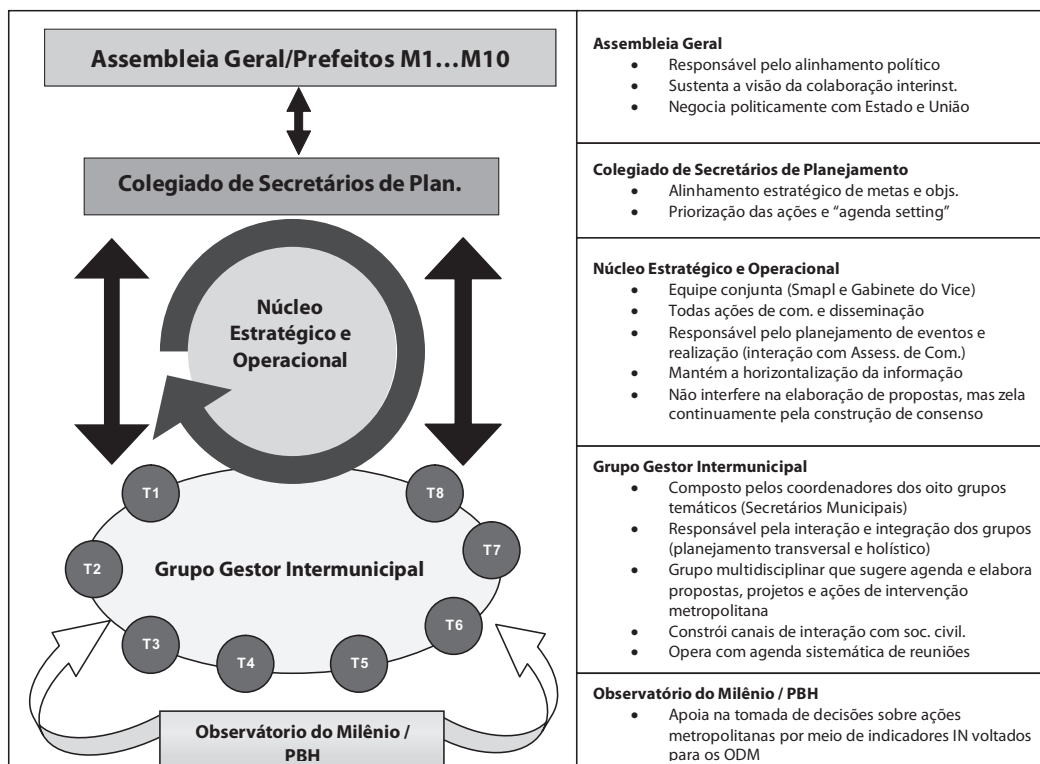 Assembleia Geral/Prefeitos M1…M10
Colegiado de Secretários de Plan.
Núcleo
Estratégico e
Operacional
T1
T8
T2
T7
Grupo Gestor Intermunicipal
T3
T6
T4
T5
Observátorio do Milênio /
PBH
Assembleia Geral
• Responsável pelo alinhamento político
• Sustenta a visão da colaboração interinst.
• Negocia politicamente com Estado e União
Colegiado de Secretários de Planejamento
• Alinhamento estratégico de metas e objs.
• Priorização das ações e “agenda setting”
Núcleo Estratégico e Operacional
• Equipe conjunta (Smapl e Gabinete do Vice)
• Todas ações de com. e disseminação
• Responsável pelo planejamento de eventos e
realização (interação com Assess. de Com.)
• Mantém a horizontalização da informação
• Não interfere na elaboração de propostas, mas zela
continuamente pela construção de consenso
Grupo Gestor Intermunicipal
• Composto pelos coordenadores dos oito grupos
temáticos (Secretários Municipais)
• Responsável pela interação e integração dos grupos
(planejamento transversal e holístico)
• Grupo multidisciplinar que sugere agenda e elabora
propostas, projetos e ações de intervenção
metropolitana
• Constrói canais de interação com soc. civil.
• Opera com agenda sistemática de reuniões
Observatório do Milênio / PBH
• Apoia na tomada de decisões sobre ações
metropolitanas por meio de indicadores IN voltados
para os ODM